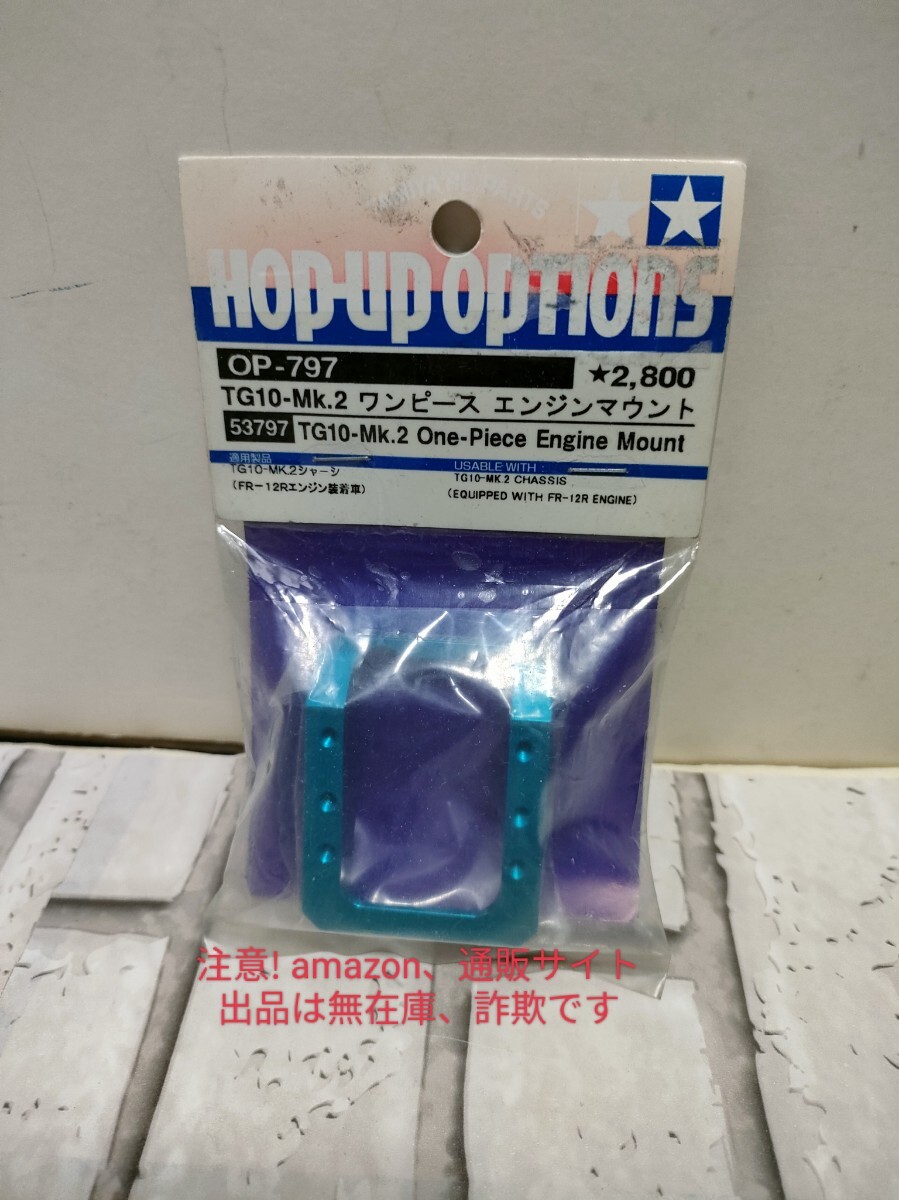 TAMIYA R/C PARTS
HOP-UP OPTIONS
OP-797
★2,800
TG10-Mk.2 ワンピース エンジンマウント
53797 TG10-Mk.2 One-Piece Engine Mount
適用製品
TG10-MK.2シャーシ
(FR-12Rエンジン装着車)
USABLE WITH :
TG10-MK.2 CHASSIS
(EQUIPPED WITH FR-12R ENGINE)
注意! amazon、通販サイト
出品は無在庫、詐欺です